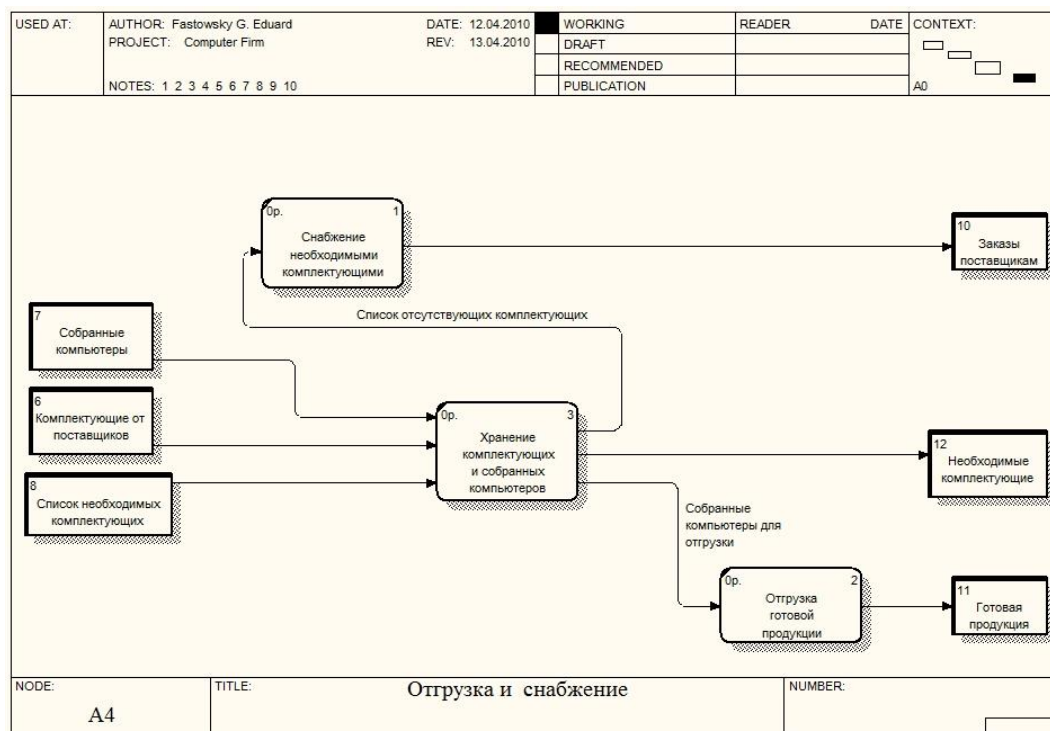 USED AT:
AUTHOR: Fastowsky G. Eduard
DATE: 12.04.2010
PROJECT: Computer Firm
REV: 13.04.2010
NOTES: 1 2 3 4 5 6 7 8 9 10
WORKING
DRAFT
RECOMMENDED
PUBLICATION
READER
DATE
CONTEXT:
A0
0р.
1
Снабжение
необходимыми
комплектующими
10
Заказы
поставщикам
Список отсутствующих комплектующих
7
Собранные
компьютеры
6
Комплектующие от
поставщиков
8
Список необходимых
комплектующих
0р.
3
Хранение
комплектующих
и собранных
компьютеров
12
Необходимые
комплектующие
Собранные
компьютеры для
отгрузки
0р.
2
Отгрузка
готовой
продукции
11
Готовая
продукция
NODE:
A4
TITLE:
Отгрузка и снабжение
NUMBER: